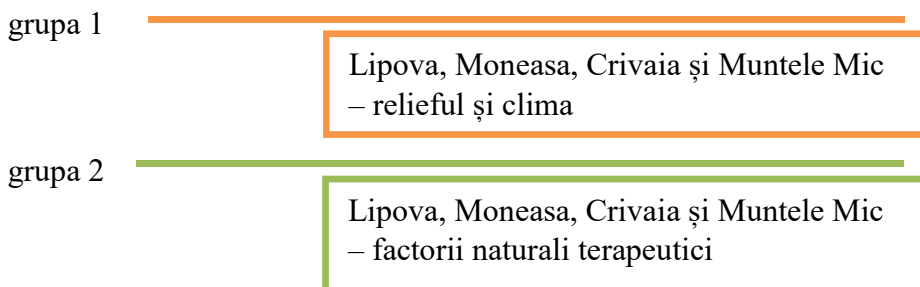 grupa 1
Lipova, Moneasa, Crivaia și Muntele Mic
– relieful și clima
grupa 2
Lipova, Moneasa, Crivaia și Muntele Mic
– factorii naturali terapeutici